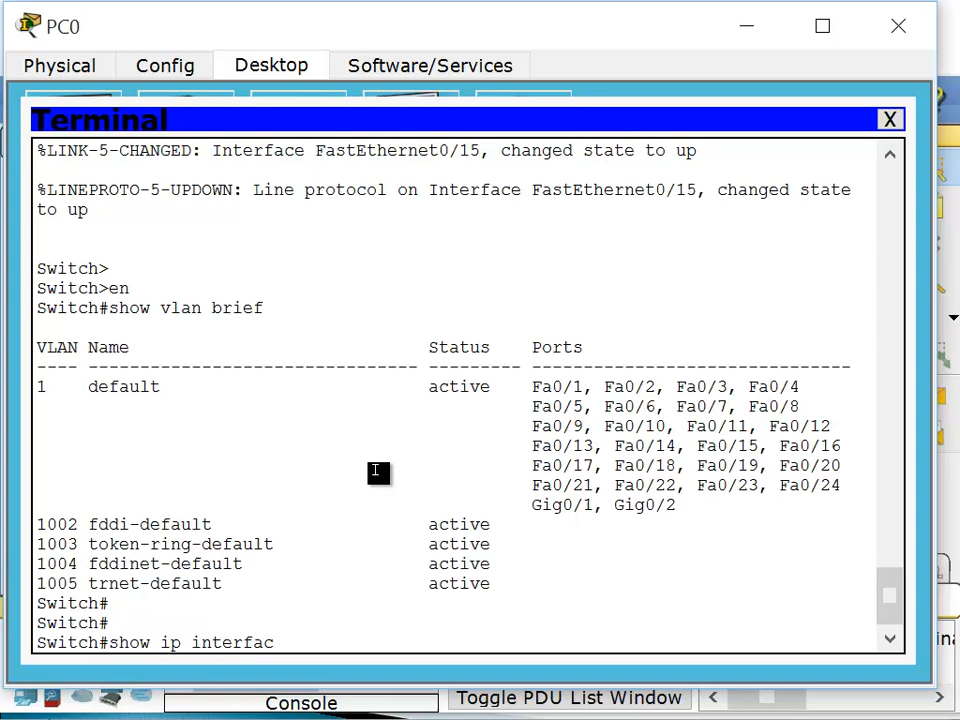 PC0
Physical Config Desktop Software/Services
Terminal X
%LINK-5-CHANGED: Interface FastEthernet0/15, changed state to up
%LINEPROTO-5-UPDOWN: Line protocol on Interface FastEthernet0/15, changed state
to up
Switch>
Switch>en
Switch#show vlan brief
VLAN Name Status Ports
---- -------------------------------- --------- -------------------------------
1 default active Fa0/1, Fa0/2, Fa0/3, Fa0/4
Fa0/5, Fa0/6, Fa0/7, Fa0/8
Fa0/9, Fa0/10, Fa0/11, Fa0/12
Fa0/13, Fa0/14, Fa0/15, Fa0/16
Fa0/17, Fa0/18, Fa0/19, Fa0/20
Fa0/21, Fa0/22, Fa0/23, Fa0/24
Gig0/1, Gig0/2
1002 fddi-default active
1003 token-ring-default active
1004 fddinet-default active
1005 trnet-default active
Switch#
Switch#
Switch#show ip interfac
Console Toggle PDU List Window